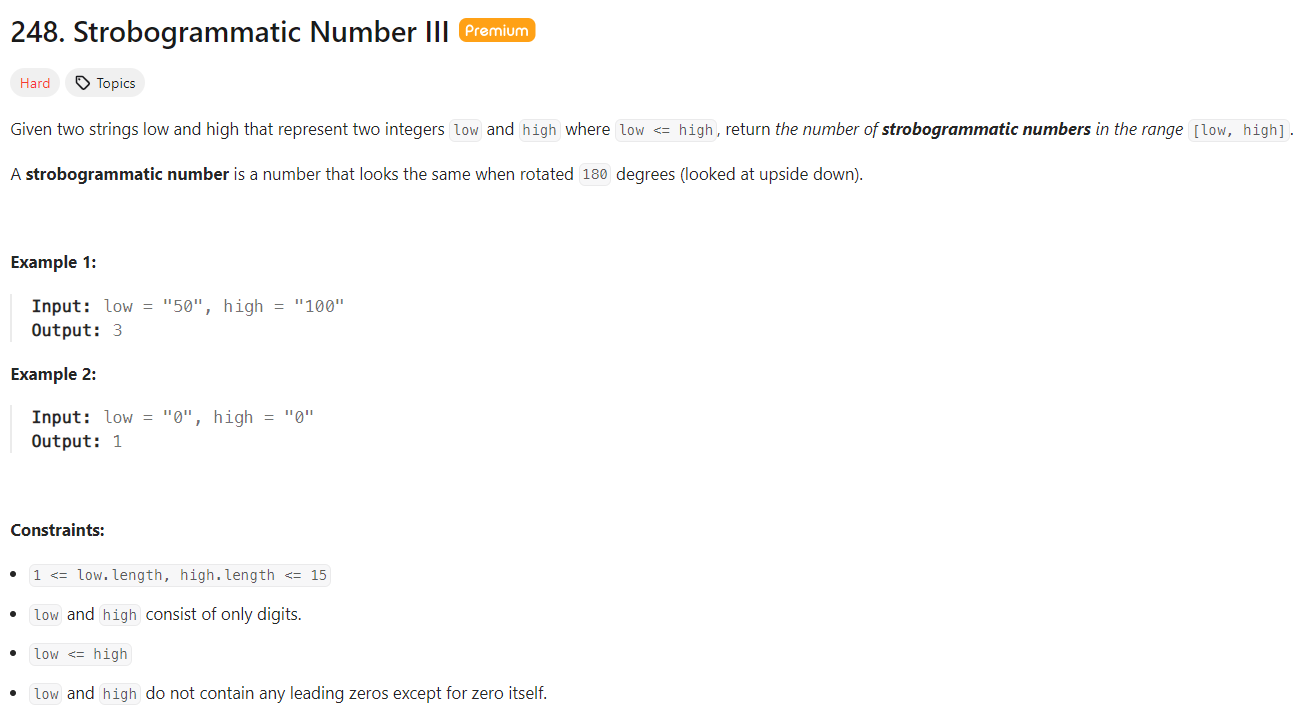 248. Strobogrammatic Number III Premium
Hard Topics
Given two strings low and high that represent two integers low and high where low <= high, return the number of strobogrammatic numbers in the range [low, high].
A strobogrammatic number is a number that looks the same when rotated 180 degrees (looked at upside down).
Example 1:
Input: low = "50", high = "100"
Output: 3
Example 2:
Input: low = "0", high = "0"
Output: 1
Constraints:
• 1 <= low.length, high.length <= 15
• low and high consist of only digits.
• low <= high
• low and high do not contain any leading zeros except for zero itself.